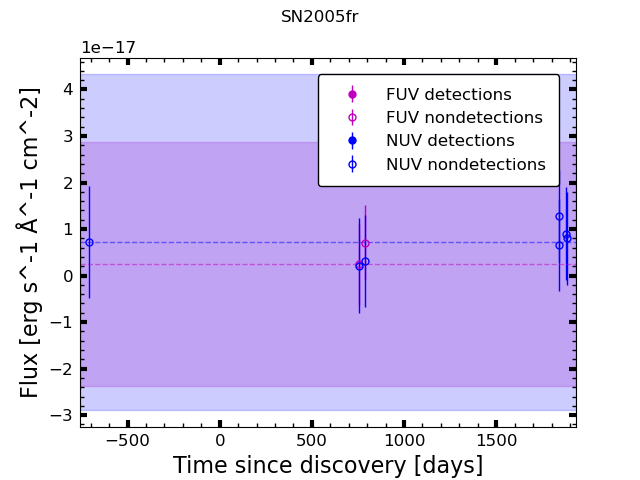 SN2005fr
1e−17
4
3
2
1
0
−1
−2
−3
Flux [erg s^-1 Å^-1 cm^-2]
FUV detections
FUV nondetections
NUV detections
NUV nondetections
−500
0
500
1000
1500
Time since discovery [days]